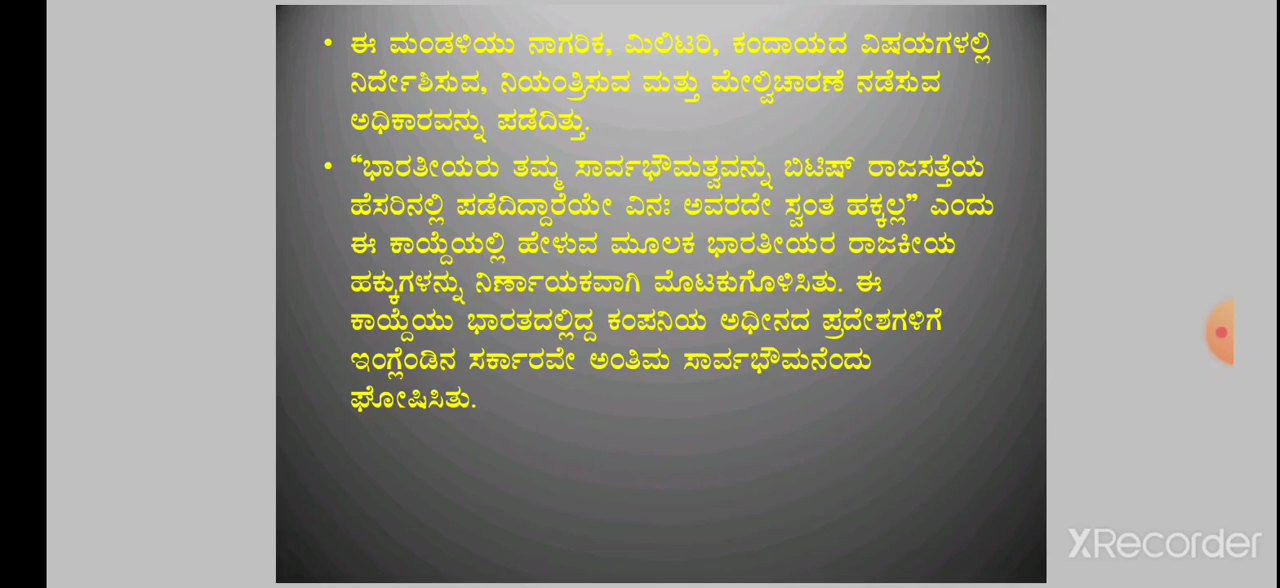 • ಈ ಮಂಡಳಿಯು ನಾಗರಿಕ, ಮಿಲಿಟರಿ, ಕಂದಾಯದ ವಿಷಯಗಳಲ್ಲಿ
ನಿರ್ದೇಶಿಸುವ, ನಿಯಂತ್ರಿಸುವ ಮತ್ತು ಮೇಲ್ವಿಚಾರಣೆ ನಡೆಸುವ
ಅಧಿಕಾರವನ್ನು ಪಡೆದಿತ್ತು.
• “ಭಾರತೀಯರು ತಮ್ಮ ಸಾರ್ವಭೌಮತ್ವವನ್ನು ಬಿಟಿಷ್ ರಾಜಸತ್ತೆಯ
ಹೆಸರಿನಲ್ಲಿ ಪಡೆದಿದ್ದಾರೆಯೇ ವಿನಃ ಅವರದೇ ಸ್ವಂತ ಹಕ್ಕಲ್ಲ” ಎಂದು
ಈ ಕಾಯ್ದೆಯಲ್ಲಿ ಹೇಳುವ ಮೂಲಕ ಭಾರತೀಯರ ರಾಜಕೀಯ
ಹಕ್ಕುಗಳನ್ನು ನಿರ್ಣಾಯಕವಾಗಿ ಮೊಟಕುಗೊಳಿಸಿತು. ಈ
ಕಾಯ್ದೆಯು ಭಾರತದಲ್ಲಿದ್ದ ಕಂಪನಿಯ ಅಧೀನದ ಪ್ರದೇಶಗಳಿಗೆ
ಇಂಗ್ಲೆಂಡಿನ ಸರ್ಕಾರವೇ ಅಂತಿಮ ಸಾರ್ವಭೌಮನೆಂದು
ಘೋಷಿಸಿತು.
XRecorder